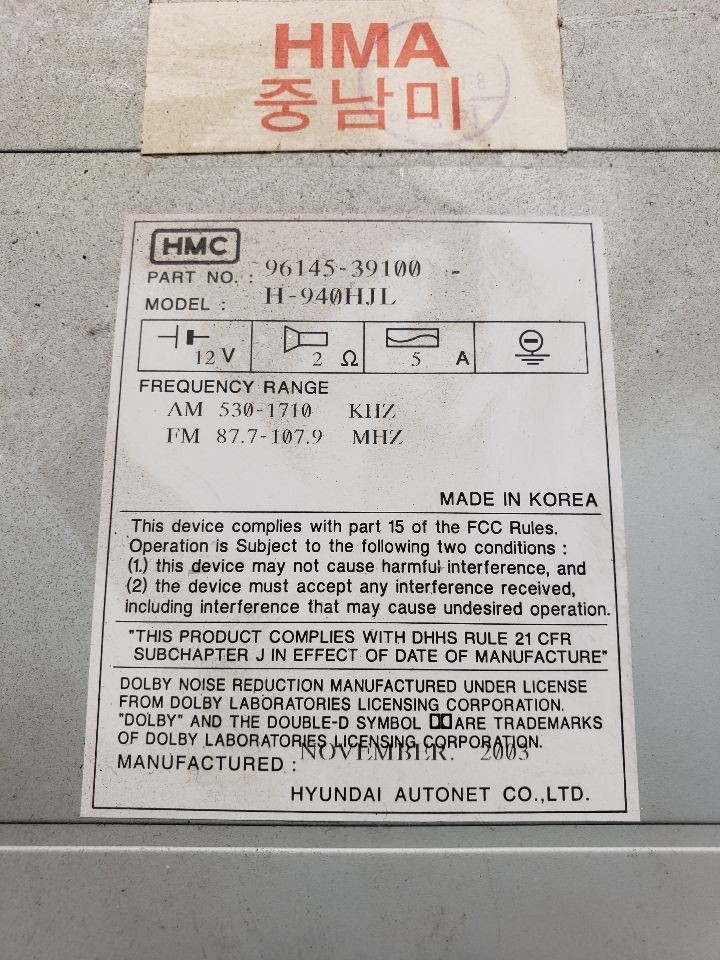 HMA
중남미
HMC
PART NO. : 96145-39100 -
MODEL : H-940HJL
12 V 2 Ω 5 A
FREQUENCY RANGE
AM 530-1710 KHZ
FM 87.7-107.9 MHZ
MADE IN KOREA
This device complies with part 15 of the FCC Rules.
Operation is Subject to the following two conditions :
(1.) this device may not cause harmful interference, and
(2) the device must accept any interference received,
including interference that may cause undesired operation.
"THIS PRODUCT COMPLIES WITH DHHS RULE 21 CFR
SUBCHAPTER J IN EFFECT OF DATE OF MANUFACTURE"
DOLBY NOISE REDUCTION MANUFACTURED UNDER LICENSE
FROM DOLBY LABORATORIES LICENSING CORPORATION.
"DOLBY" AND THE DOUBLE-D SYMBOL ARE TRADEMARKS
OF DOLBY LABORATORIES LICENSING CORPORATION.
MANUFACTURED : NOVEMBER. 2003
HYUNDAI AUTONET CO.,LTD.